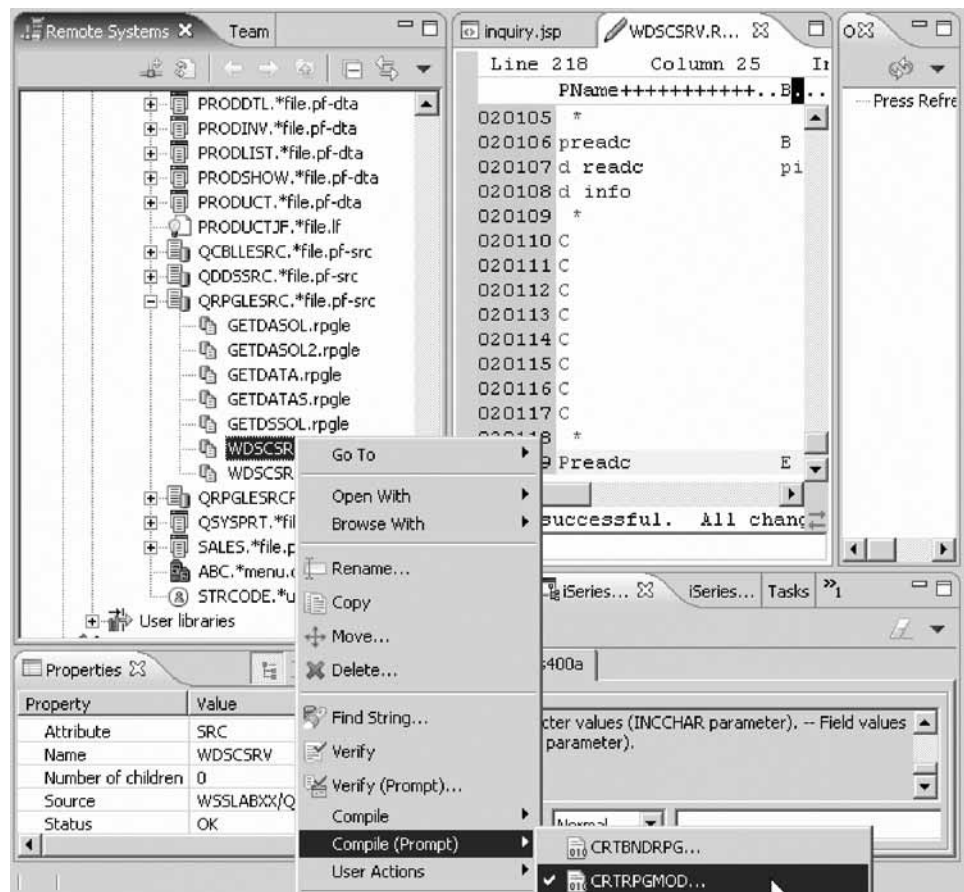 Remote Systems
Team
PRODDTL.*file.pf-dta
PRODINV.*file.pf-dta
PRODLIST.*file.pf-dta
PRODSHOW.*file.pf-dta
PRODUCT.*file.pf-dta
PRODUCTJF.*file.lf
QCBLLESRC.*file.pf-src
QDDSSRC.*file.pf-src
QRPGLESRC.*file.pf-src
GETDASOL.rpgle
GETDASOL2.rpgle
GETDATA.rpgle
GETDATAS.rpgle
GETDSSOL.rpgle
WDSCSR
WDSCSR
QRPGLESRCP
QSYSPRT.*fil
SALES.*file.p
ABC.*menu.
STRCODE.*u
User libraries
inquiry.jsp
WDSCSRV.R...
Line 218 Column 25
PName+++++++++++..B...
020105 *
020106 preadc B
020107 d readc pi
020108 d info
020109 *
020110 C
020111 C
020112 C
020113 C
020114 C
020115 C
020116 C
020117 C
020118 *
9 Preadc E
successful. All chang
Press Refre
Go To
Open With
Browse With
Rename...
Copy
Move...
Delete...
Find String...
Verify
Verify (Prompt)...
Compile
Compile (Prompt)
User Actions
CRTBNDRPG...
CRTRPGMOD...
Properties
Property Value
Attribute SRC
Name WDSCSRV
Number of children 0
Source WSSLABXX/Q
Status OK
iSeries...
iSeries...
Tasks
»1
s400a
cter values (INCCHAR parameter). -- Field values
parameter).
Normal